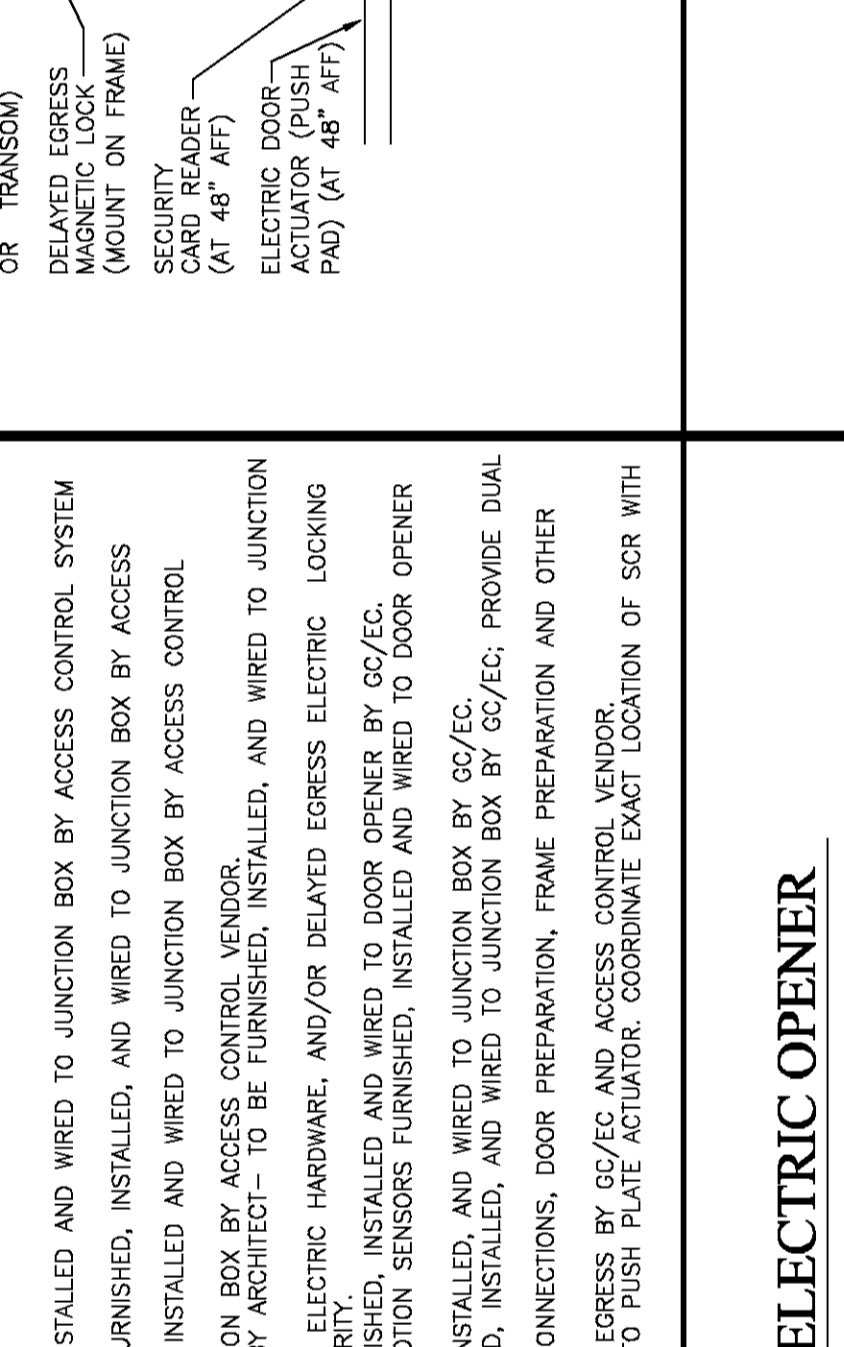 OR TRANSOM)
DELAYED EGRESS
MAGNETIC LOCK
(MOUNT ON FRAME)
SECURITY
CARD READER
(AT 48" AFF)
ELECTRIC DOOR
ACTUATOR (PUSH
PAD) (AT 48" AFF)
STALLED AND WIRED TO JUNCTION BOX BY ACCESS CONTROL SYSTEM
URNISHED, INSTALLED, AND WIRED TO JUNCTION BOX BY ACCESS
INSTALLED AND WIRED TO JUNCTION BOX BY ACCESS CONTROL
ON BOX BY ACCESS CONTROL VENDOR.
BY ARCHITECT- TO BE FURNISHED, INSTALLED, AND WIRED TO JUNCTION
ELECTRIC HARDWARE, AND/OR DELAYED EGRESS ELECTRIC LOCKING
RITY.
ISHED, INSTALLED AND WIRED TO DOOR OPENER BY GC/EC.
OTION SENSORS FURNISHED, INSTALLED AND WIRED TO DOOR OPENER
NSTALLED, AND WIRED TO JUNCTION BOX BY GC/EC.
D, INSTALLED, AND WIRED TO JUNCTION BOX BY GC/EC; PROVIDE DUAL
ONNECTIONS, DOOR PREPARATION, FRAME PREPARATION AND OTHER
EGRESS BY GC/EC AND ACCESS CONTROL VENDOR.
TO PUSH PLATE ACTUATOR. COORDINATE EXACT LOCATION OF SCR WITH
ELECTRIC OPENER